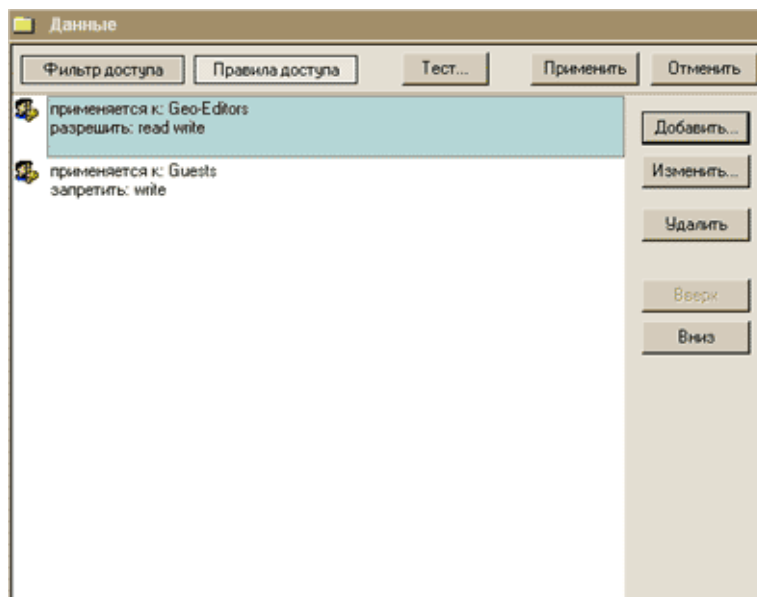 Данные
Фильтр доступа Правила доступа Тест... Применить Отменить
применяется к: Geo-Editors
разрешить: read write
применяется к: Guests
запретить: write
Добавить...
Изменить...
Удалить
Вверх
Вниз